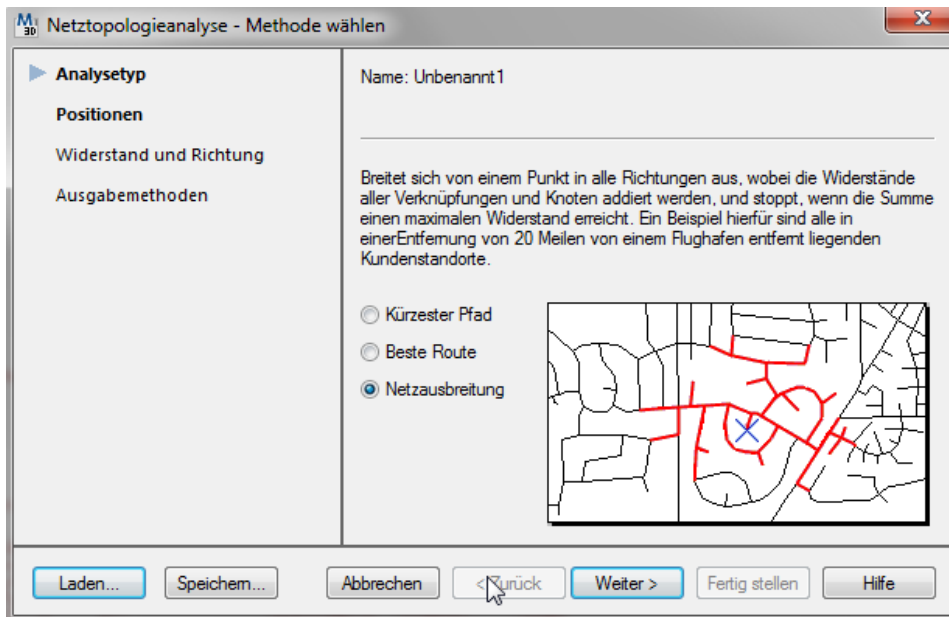 M
3D
Netztopologieanalyse - Methode wählen
X
Analysetyp
Positionen
Widerstand und Richtung
Ausgabemethoden
Name: Unbenannt1
Breitet sich von einem Punkt in alle Richtungen aus, wobei die Widerstände
aller Verknüpfungen und Knoten addiert werden, und stoppt, wenn die Summe
einen maximalen Widerstand erreicht. Ein Beispiel hierfür sind alle in
einerEntfernung von 20 Meilen von einem Flughafen entfernt liegenden
Kundenstandorte.
Kürzester Pfad
Beste Route
Netzausbreitung
Laden...
Speichern...
Abbrechen
< Zurück
Weiter >
Fertig stellen
Hilfe